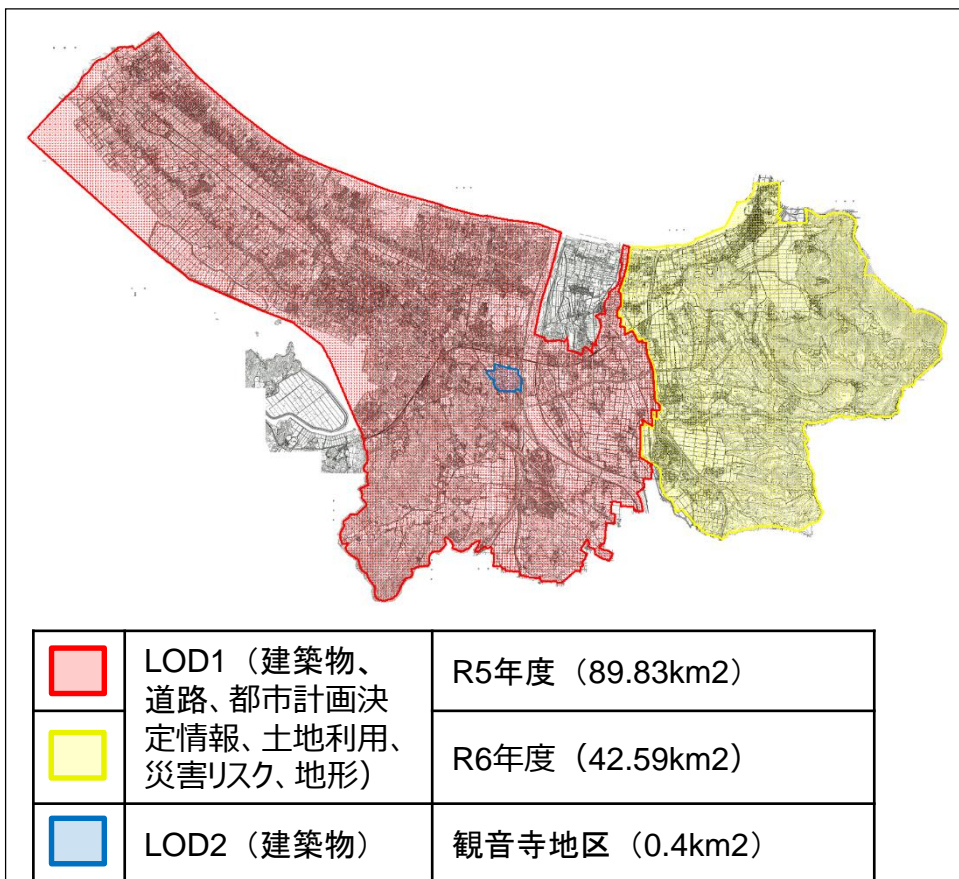 LOD1（建築物、
道路、都市計画決
定情報、土地利用、
災害リスク、地形）
R5年度（89.83km2）
R6年度（42.59km2）
LOD2（建築物）
観音寺地区（0.4km2）